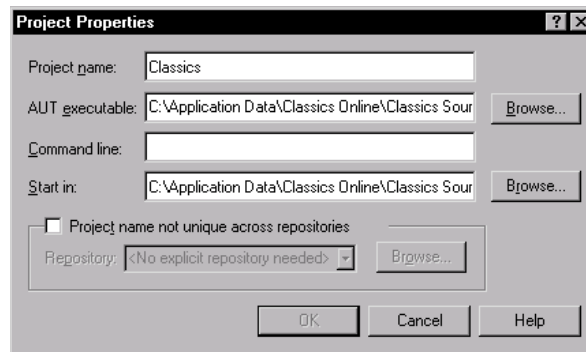 Project Properties
Project name: Classics
AUT executable: C:\Application Data\Classics Online\Classics Sour Browse...
Command line:
Start in: C:\Application Data\Classics Online\Classics Sour Browse...
Project name not unique across repositories
Repository: <No explicit repository needed> Browse...
OK Cancel Help